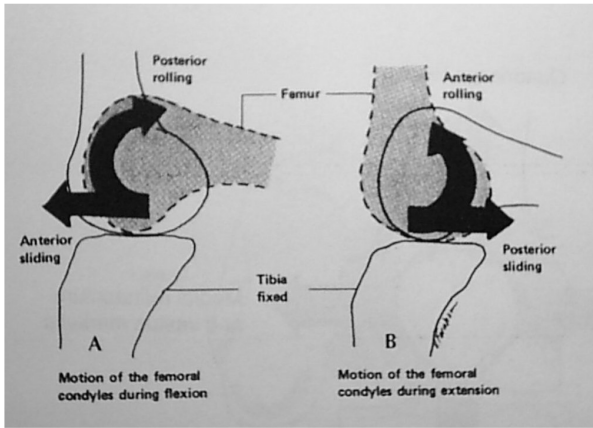 Posterior
rolling
Femur
Anterior
rolling
Anterior
sliding
Posterior
sliding
Tibia
fixed
A
B
Motion of the femoral
condyles during flexion
Motion of the femoral
condyles during extension